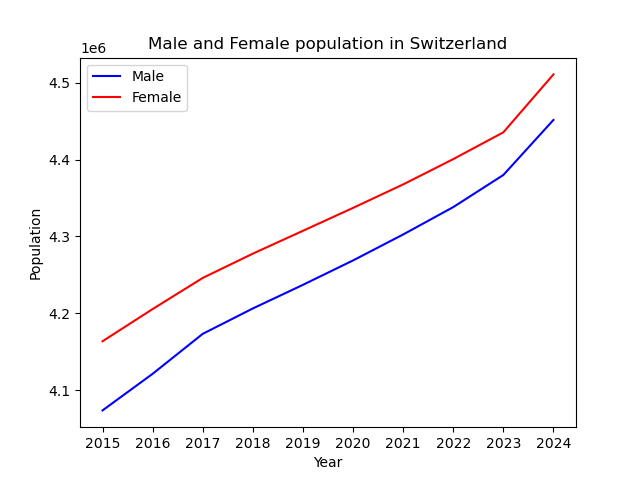 Male and Female population in Switzerland
1e6
Male
Female
4.5
4.4
4.3
4.2
4.1
Population
2015 2016 2017 2018 2019 2020 2021 2022 2023 2024
Year